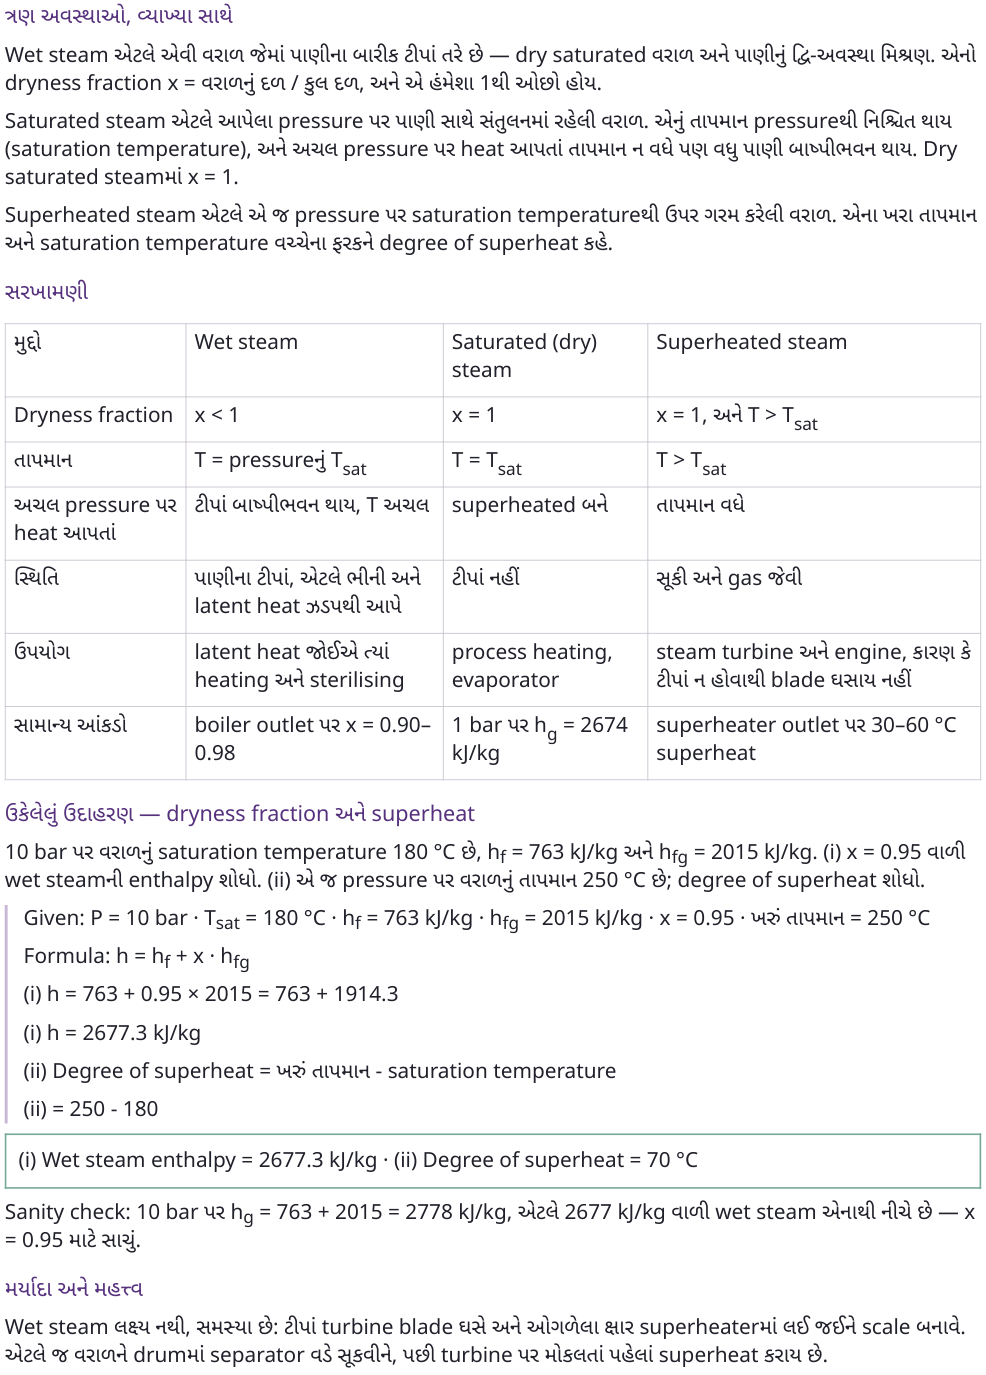 ત્રણ અવસ્થાઓ, વ્યાખ્યા સાથે
Wet steam એટલે એવી વરાળ જેમાં પાણીના બારીક ટીપાં તરે છે — dry saturated વરાળ અને પાણીનું દ્વિ-અવસ્થા મિશ્રણ. એનો
dryness fraction x = વરાળનું દળ / કુલ દળ, અને એ હંમેશા 1થી ઓછો હોય.
Saturated steam એટલે આપેલા pressure પર પાણી સાથે સંતુલનમાં રહેલી વરાળ. એનું તાપમાન pressureથી નિશ્ચિત થાય
(saturation temperature), અને અચલ pressure પર heat આપતાં તાપમાન ન વધે પણ વધુ પાણી બાષ્પીભવન થાય. Dry
saturated steamમાં x = 1.
Superheated steam એટલે એ જ pressure પર saturation temperatureથી ઉપર ગરમ કરેલી વરાળ. એના ખરા તાપમાન
અને saturation temperature વચ્ચેના ફરકને degree of superheat કહે.
સરખામણી
મુદ્દો Wet steam Saturated (dry) steam Superheated steam
Dryness fraction x < 1 x = 1 x = 1, અને T > Tsat
તાપમાન T = pressureનું Tsat T = Tsat T > Tsat
અચલ pressure પર heat આપતાં ટીપાં બાષ્પીભવન થાય, T અચલ superheated બને તાપમાન વધે
સ્થિતિ પાણીના ટીપાં, એટલે ભીની અને latent heat ઝડપથી આપે ટીપાં નહીં સૂકી અને gas જેવી
ઉપયોગ latent heat જોઈએ ત્યાં heating અને sterilising process heating, evaporator steam turbine અને engine, કારણ કે ટીપાં ન હોવાથી blade ઘસાય નહીં
સામાન્ય આંકડો boiler outlet પર x = 0.90–0.98 1 bar પર hg = 2674 kJ/kg superheater outlet પર 30–60 °C superheat
ઉકેલેલું ઉદાહરણ — dryness fraction અને superheat
10 bar પર વરાળનું saturation temperature 180 °C છે, hf = 763 kJ/kg અને hfg = 2015 kJ/kg. (i) x = 0.95 વાળી
wet steamની enthalpy શોધો. (ii) એ જ pressure પર વરાળનું તાપમાન 250 °C છે; degree of superheat શોધો.
Given: P = 10 bar · Tsat = 180 °C · hf = 763 kJ/kg · hfg = 2015 kJ/kg · x = 0.95 · ખરું તાપમાન = 250 °C
Formula: h = hf + x · hfg
(i) h = 763 + 0.95 × 2015 = 763 + 1914.3
(i) h = 2677.3 kJ/kg
(ii) Degree of superheat = ખરું તાપમાન - saturation temperature
(ii) = 250 - 180
(i) Wet steam enthalpy = 2677.3 kJ/kg · (ii) Degree of superheat = 70 °C
Sanity check: 10 bar પર hg = 763 + 2015 = 2778 kJ/kg, એટલે 2677 kJ/kg વાળી wet steam એનાથી નીચે છે — x
= 0.95 માટે સાચું.
મર્યાદા અને મહત્ત્વ
Wet steam લક્ષ્ય નથી, સમસ્યા છે: ટીપાં turbine blade ઘસે અને ઓગળેલા ક્ષાર superheaterમાં લઈ જઈને scale બનાવે.
એટલે જ વરાળને drumમાં separator વડે સૂકવીને, પછી turbine પર મોકલતાં પહેલાં superheat કરાય છે.